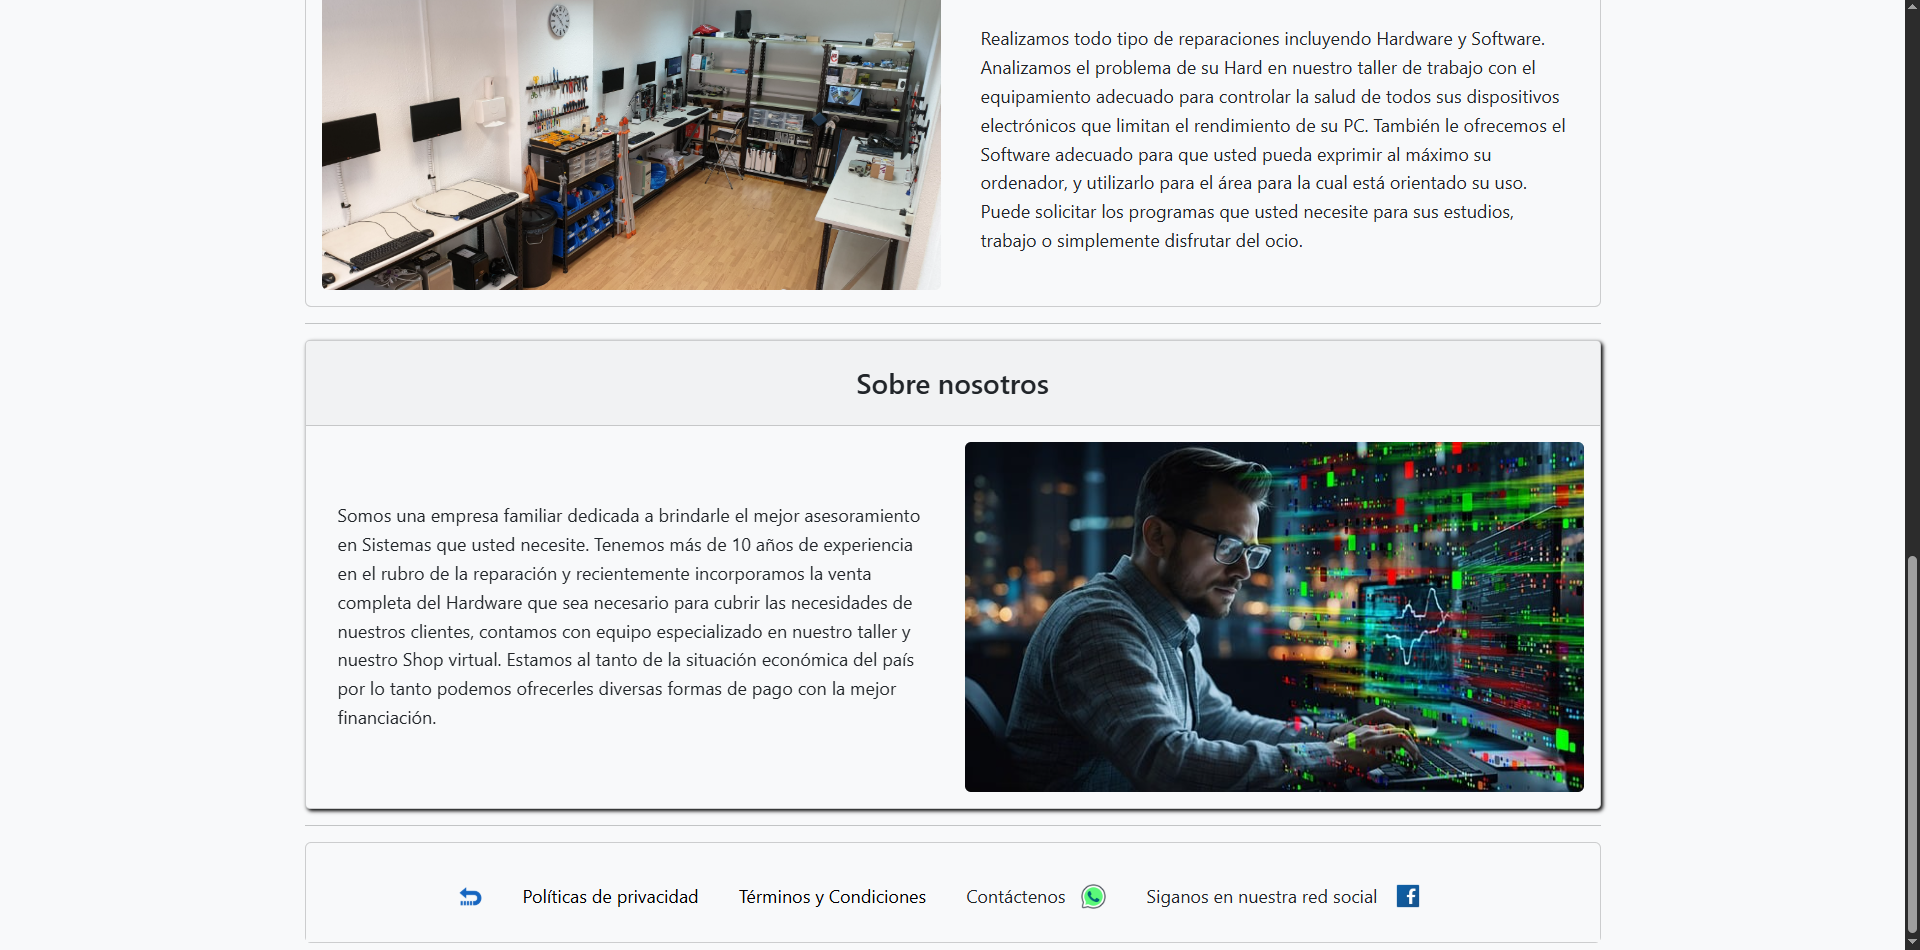 Realizamos todo tipo de reparaciones incluyendo Hardware y Software.
Analizamos el problema de su Hard en nuestro taller de trabajo con el
equipamiento adecuado para controlar la salud de todos sus dispositivos
electrónicos que limitan el rendimiento de su PC. También le ofrecemos el
Software adecuado para que usted pueda exprimir al máximo su
ordenador, y utilizarlo para el área para la cual está orientado su uso.
Puede solicitar los programas que usted necesite para sus estudios,
trabajo o simplemente disfrutar del ocio.
Sobre nosotros
Somos una empresa familiar dedicada a brindarle el mejor asesoramiento
en Sistemas que usted necesite. Tenemos más de 10 años de experiencia
en el rubro de la reparación y recientemente incorporamos la venta
completa del Hardware que sea necesario para cubrir las necesidades de
nuestros clientes, contamos con equipo especializado en nuestro taller y
nuestro Shop virtual. Estamos al tanto de la situación económica del país
por lo tanto podemos ofrecerles diversas formas de pago con la mejor
financiación.
Políticas de privacidad Términos y Condiciones Contáctenos Siganos en nuestra red social